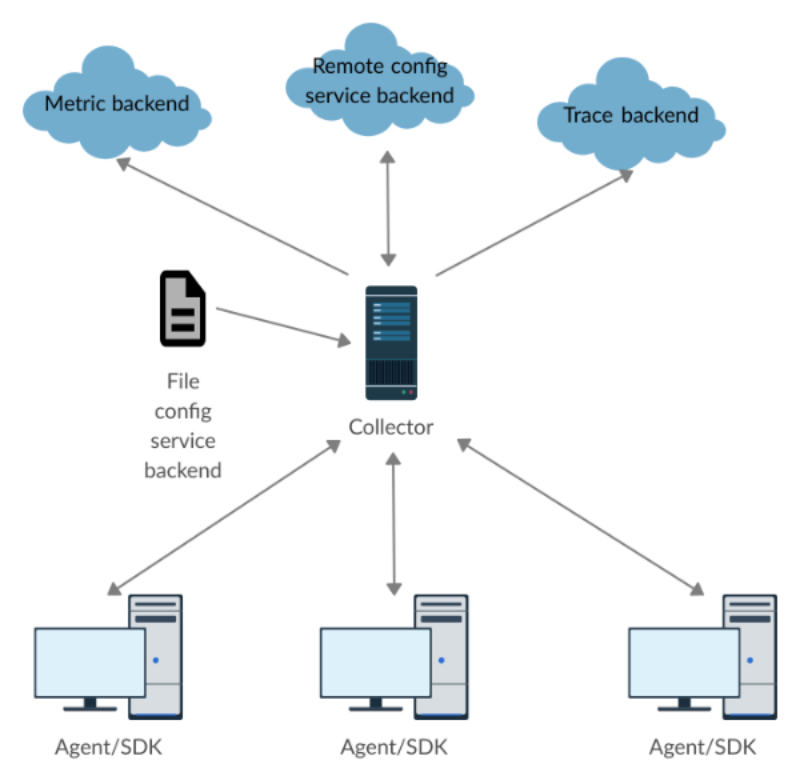 Metric backend
Remote config
service backend
Trace backend
File
config
service
backend
Collector
Agent/SDK
Agent/SDK
Agent/SDK